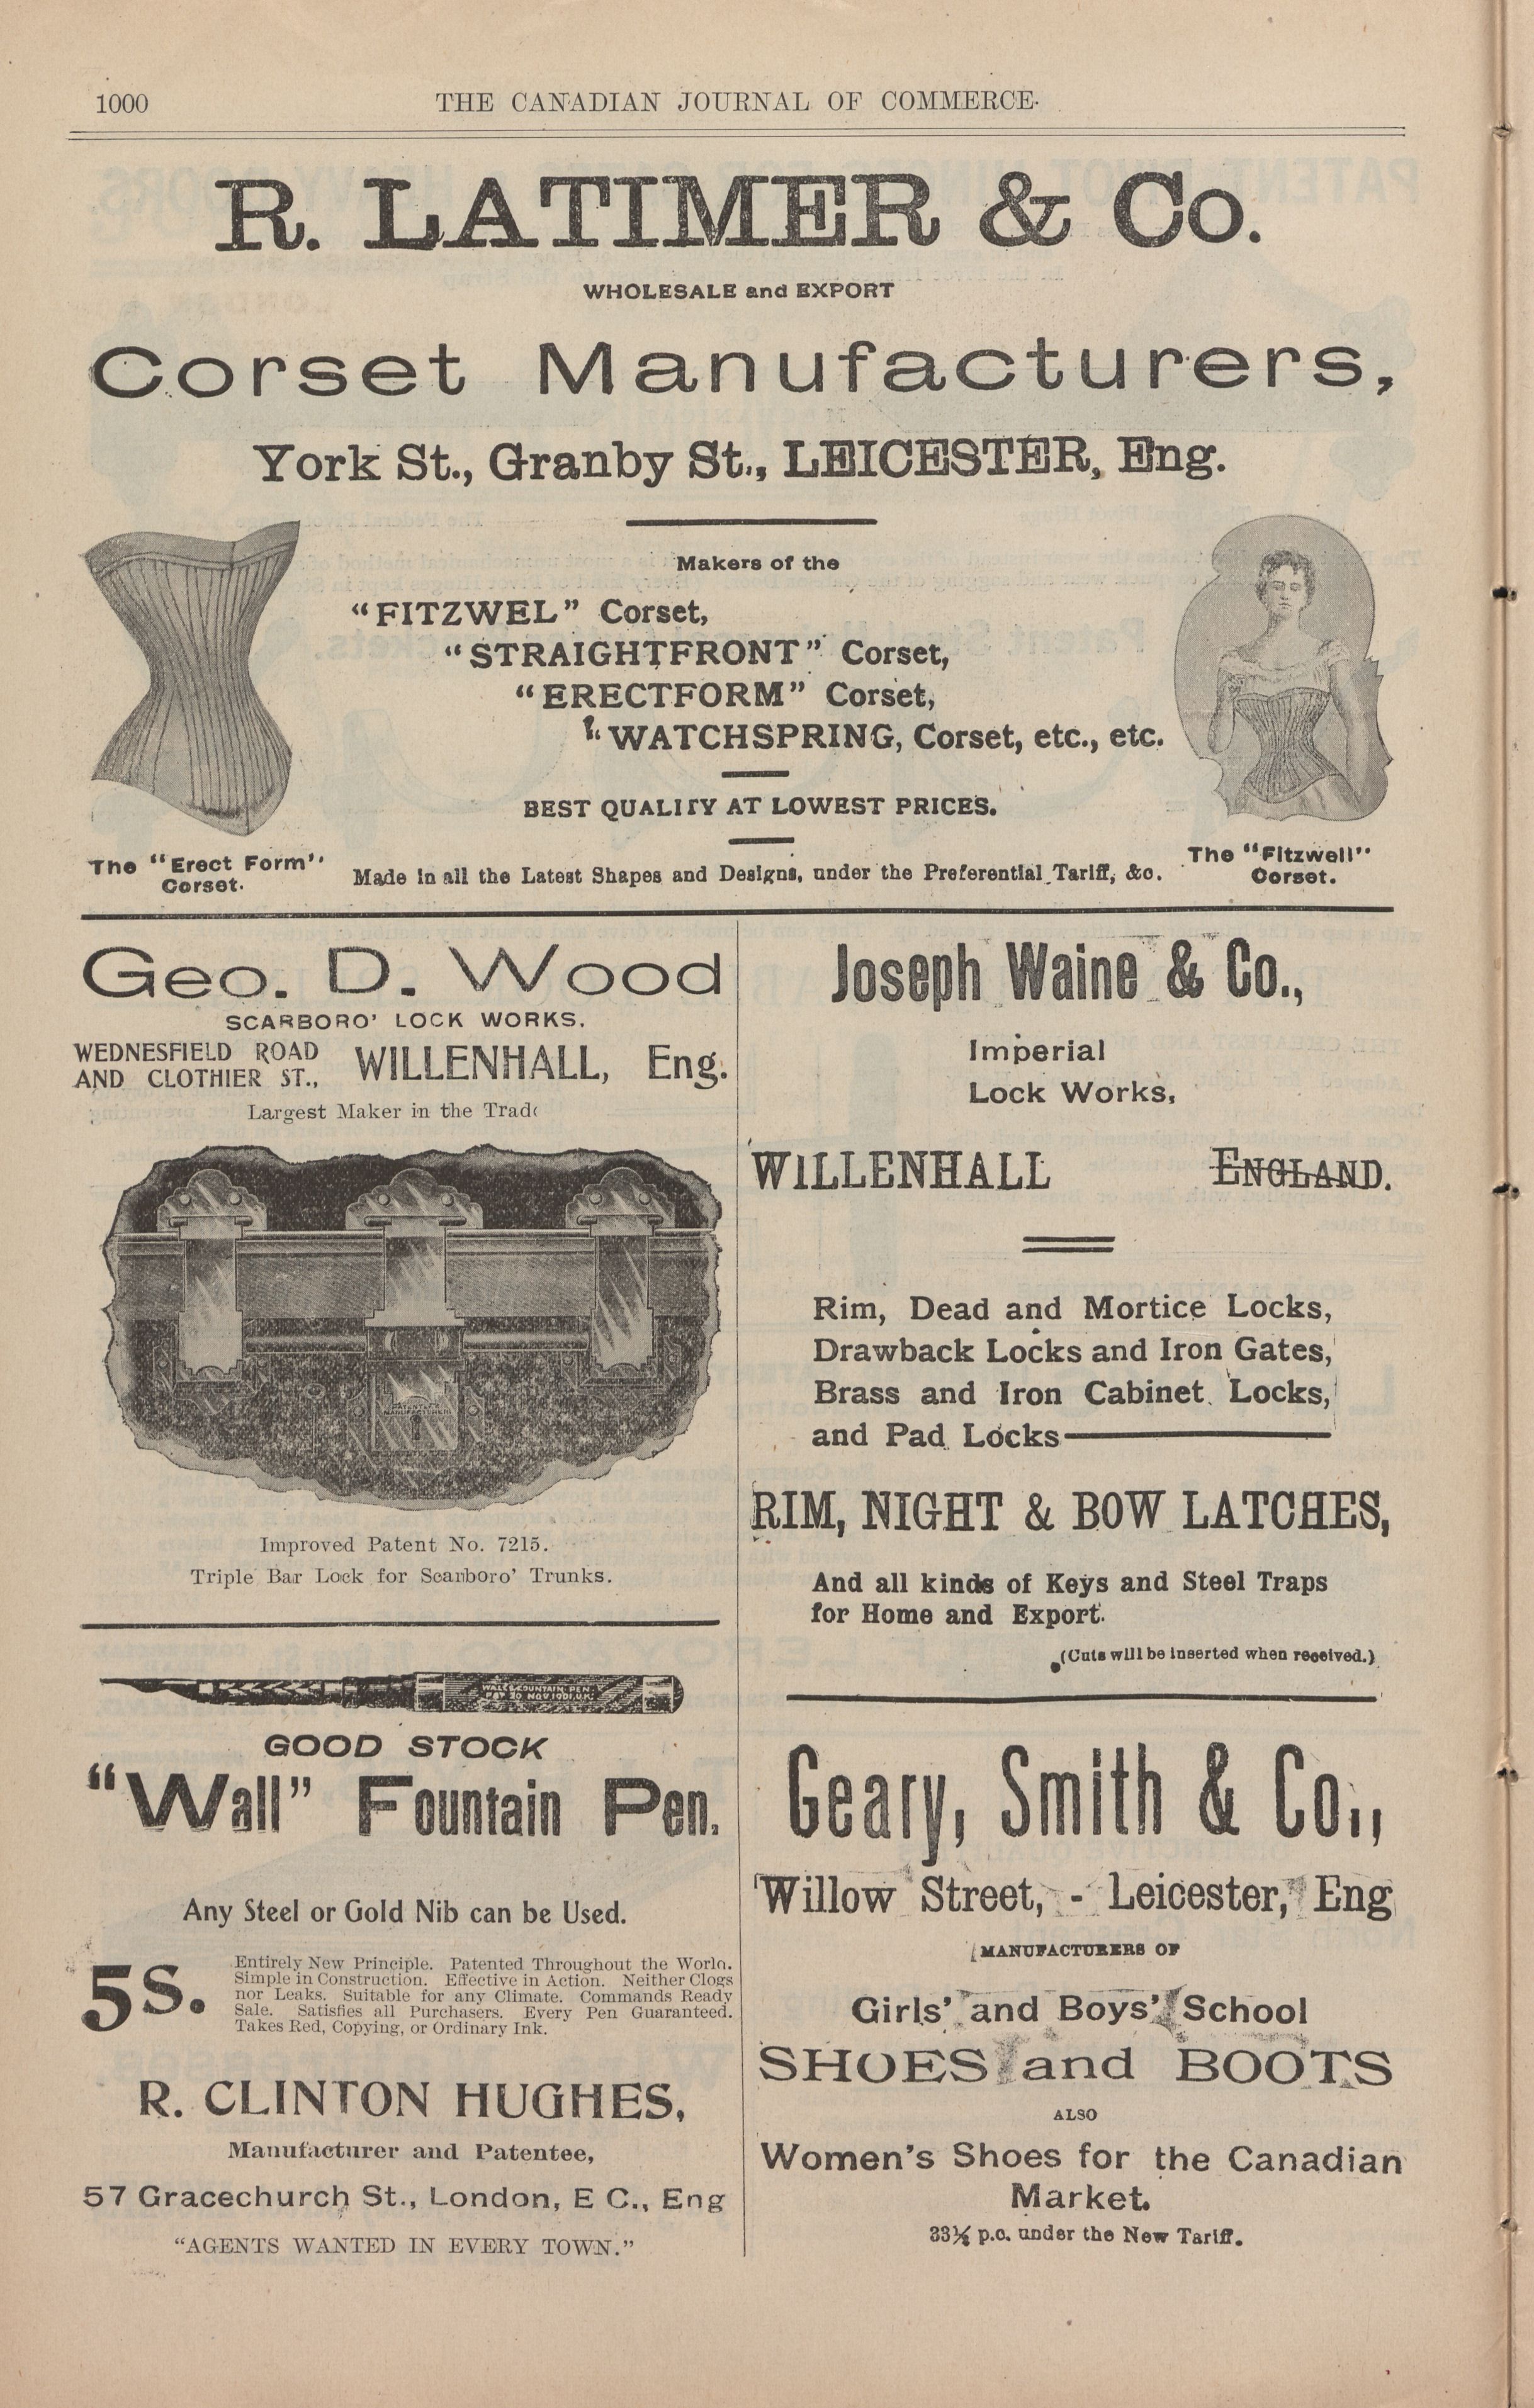 1000
THE CANADIAN JOURNAL OF COMMERCE.
R. LATIMER & Co.
WHOLESALE and EXPORT
Corset Manufacturers,
York St., Granby St., LEICESTER, Eng.
Makers of the
"FITZWEL" Corset,
"STRAIGHTFRONT" Corset,
"ERECTFORM" Corset,
"WATCHSPRING, Corset, etc., etc.
BEST QUALITY AT LOWEST PRICES.
The "Erect Form"
Corset.
Made in all the Latest Shapes and Designs, under the Preferential Tariff, &c.
The "Fitzwell"
Corset.
Geo. D. Wood
SCARBORO' LOCK WORKS.
WEDNESFIELD ROAD
AND CLOTHIER ST.,
WILLENHALL, Eng.
Largest Maker in the Trade
Improved Patent No. 7215.
Triple Bar Lock for Scarboro' Trunks.
WALL FOUNTAIN PEN.
PAT 20 NOV 1901. U.K.
GOOD STOCK
"Wall" Fountain Pen.
Any Steel or Gold Nib can be Used.
5S.
Entirely New Principle. Patented Throughout the World.
Simple in Construction. Effective in Action. Neither Clogs
nor Leaks. Suitable for any Climate. Commands Ready
Sale. Satisfies all Purchasers. Every Pen Guaranteed.
Takes Red, Copying, or Ordinary Ink.
R. CLINTON HUGHES,
Manufacturer and Patentee,
57 Gracechurch St., London, E C., Eng
"AGENTS WANTED IN EVERY TOWN."
Joseph Waine & Co.,
Imperial
Lock Works,
WILLENHALL ENGLAND.
Rim, Dead and Mortice Locks,
Drawback Locks and Iron Gates,
Brass and Iron Cabinet Locks,
and Pad Locks
RIM, NIGHT & BOW LATCHES,
And all kinds of Keys and Steel Traps
for Home and Export.
(Cuts will be inserted when received.)
Geary, Smith & Co.,
Willow Street, - Leicester, Eng
MANUFACTURERS OF
Girls' and Boys' School
SHOES and BOOTS
ALSO
Women's Shoes for the Canadian
Market.
33⅓ p.c. under the New Tariff.